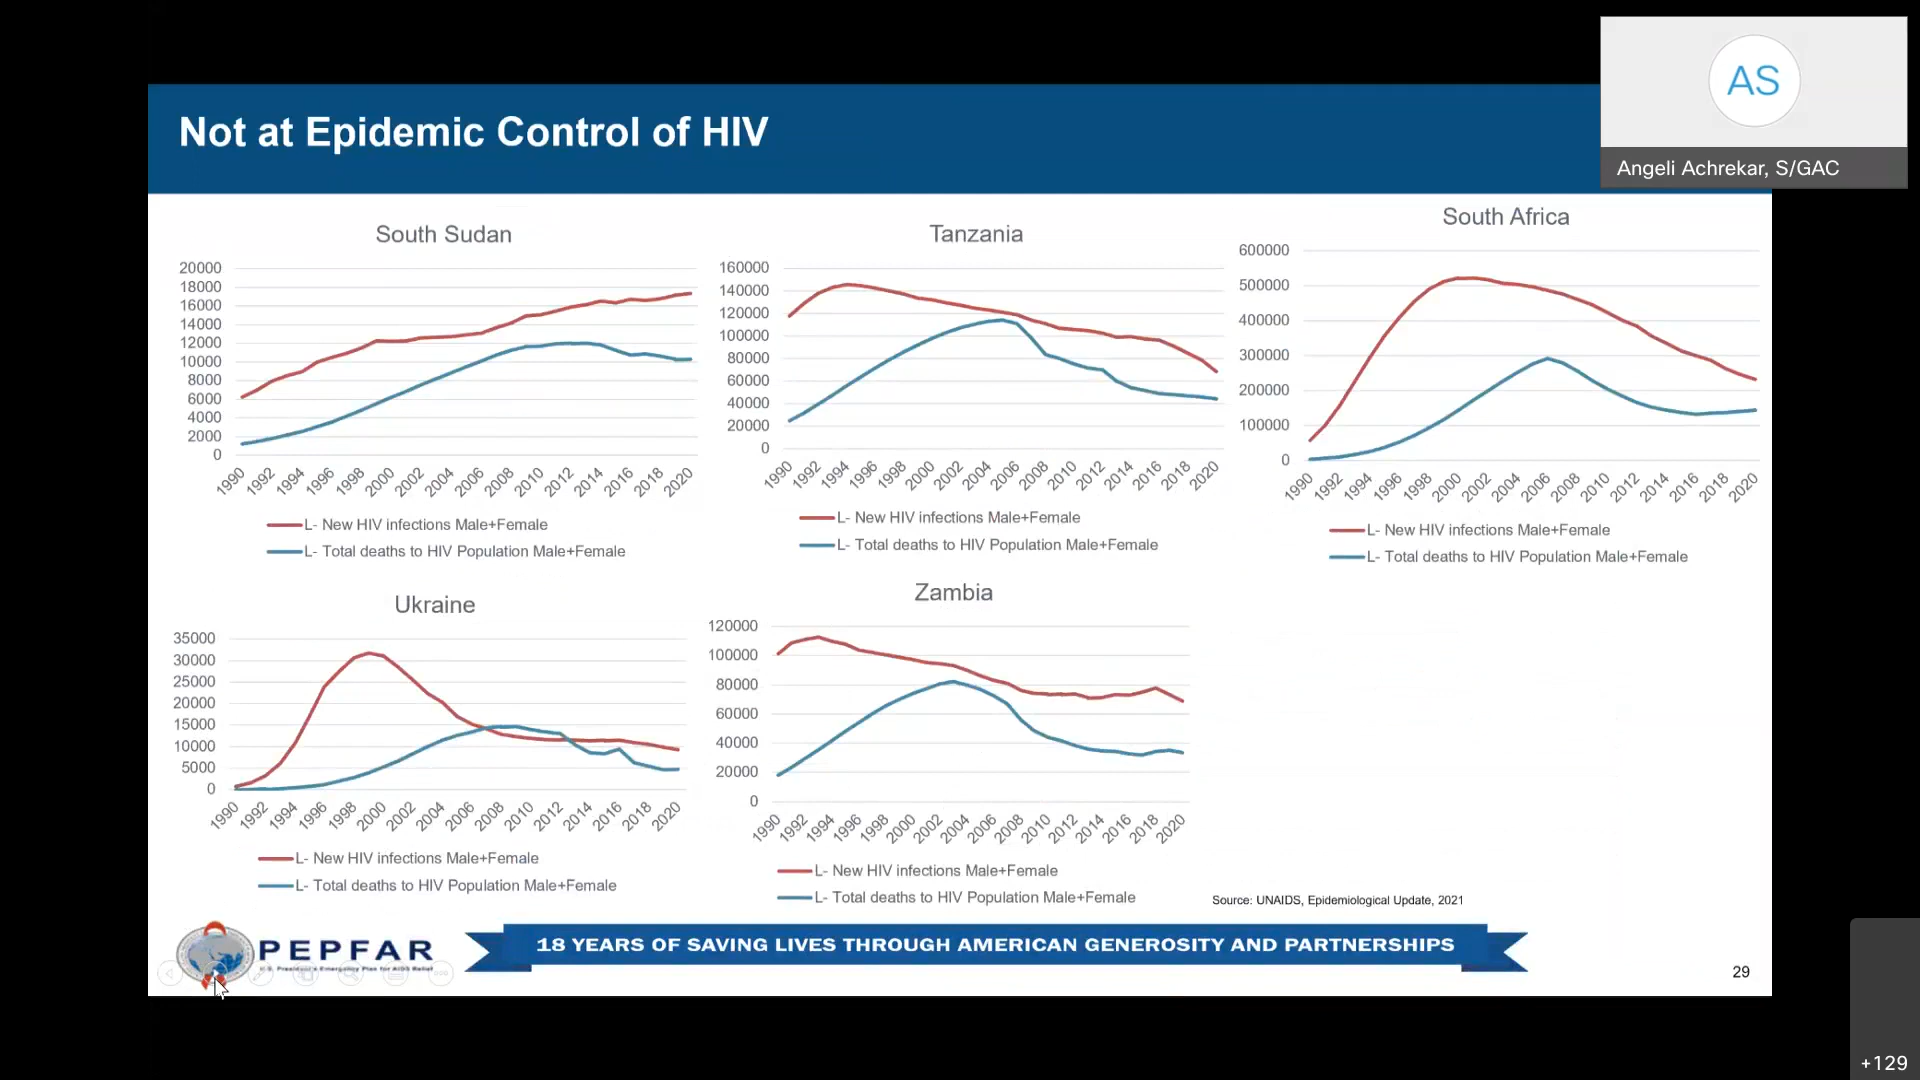 AS
Angeli Achrekar, S/GAC
Not at Epidemic Control of HIV
South Sudan
20000
18000
16000
14000
12000
10000
8000
6000
4000
2000
0
1990 1992 1994 1996 1998 2000 2002 2004 2006 2008 2010 2012 2014 2016 2018 2020
L- New HIV infections Male+Female
L- Total deaths to HIV Population Male+Female
Tanzania
160000
140000
120000
100000
80000
60000
40000
20000
0
1990 1992 1994 1996 1998 2000 2002 2004 2006 2008 2010 2012 2014 2016 2018 2020
L- New HIV infections Male+Female
L- Total deaths to HIV Population Male+Female
South Africa
600000
500000
400000
300000
200000
100000
0
1990 1992 1994 1996 1998 2000 2002 2004 2006 2008 2010 2012 2014 2016 2018 2020
L- New HIV infections Male+Female
L- Total deaths to HIV Population Male+Female
Ukraine
35000
30000
25000
20000
15000
10000
5000
0
1990 1992 1994 1996 1998 2000 2002 2004 2006 2008 2010 2012 2014 2016 2018 2020
L- New HIV infections Male+Female
L- Total deaths to HIV Population Male+Female
Zambia
120000
100000
80000
60000
40000
20000
0
1990 1992 1994 1996 1998 2000 2002 2004 2006 2008 2010 2012 2014 2016 2018 2020
L- New HIV infections Male+Female
L- Total deaths to HIV Population Male+Female
Source: UNAIDS, Epidemiological Update, 2021
PEPFAR
U.S. President's Emergency Plan for AIDS Relief
18 YEARS OF SAVING LIVES THROUGH AMERICAN GENEROSITY AND PARTNERSHIPS
29
+129